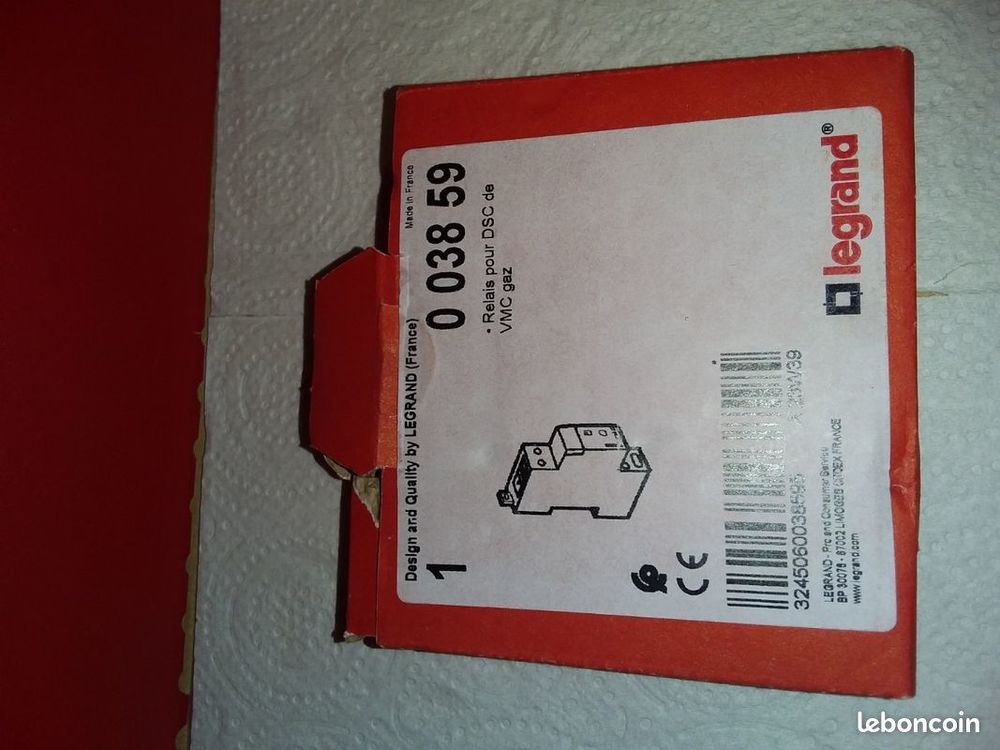 Design and Quality by LEGRAND (France)
Made in France
1
0 038 59
• Relais pour DSC de
VMC gaz
CE
3245060038595
LEGRAND - Pro and Consumer Service
BP 30076 - 87002 LIMOGES CEDEX FRANCE
www.legrand.com
legrand®
leboncoin